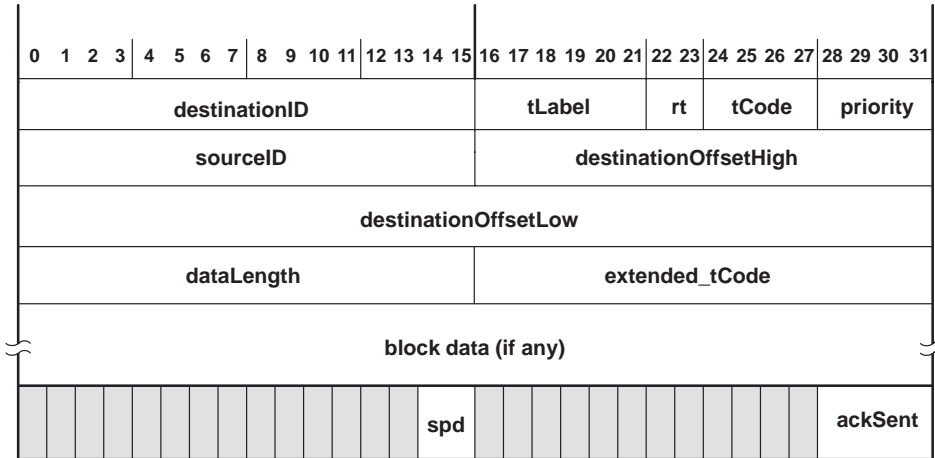 0 1 2 3 4 5 6 7 8 9 10 11 12 13 14 15 16 17 18 19 20 21 22 23 24 25 26 27 28 29 30 31
destinationID tLabel rt tCode priority
sourceID destinationOffsetHigh
destinationOffsetLow
dataLength extended_tCode
block data (if any)
spd ackSent